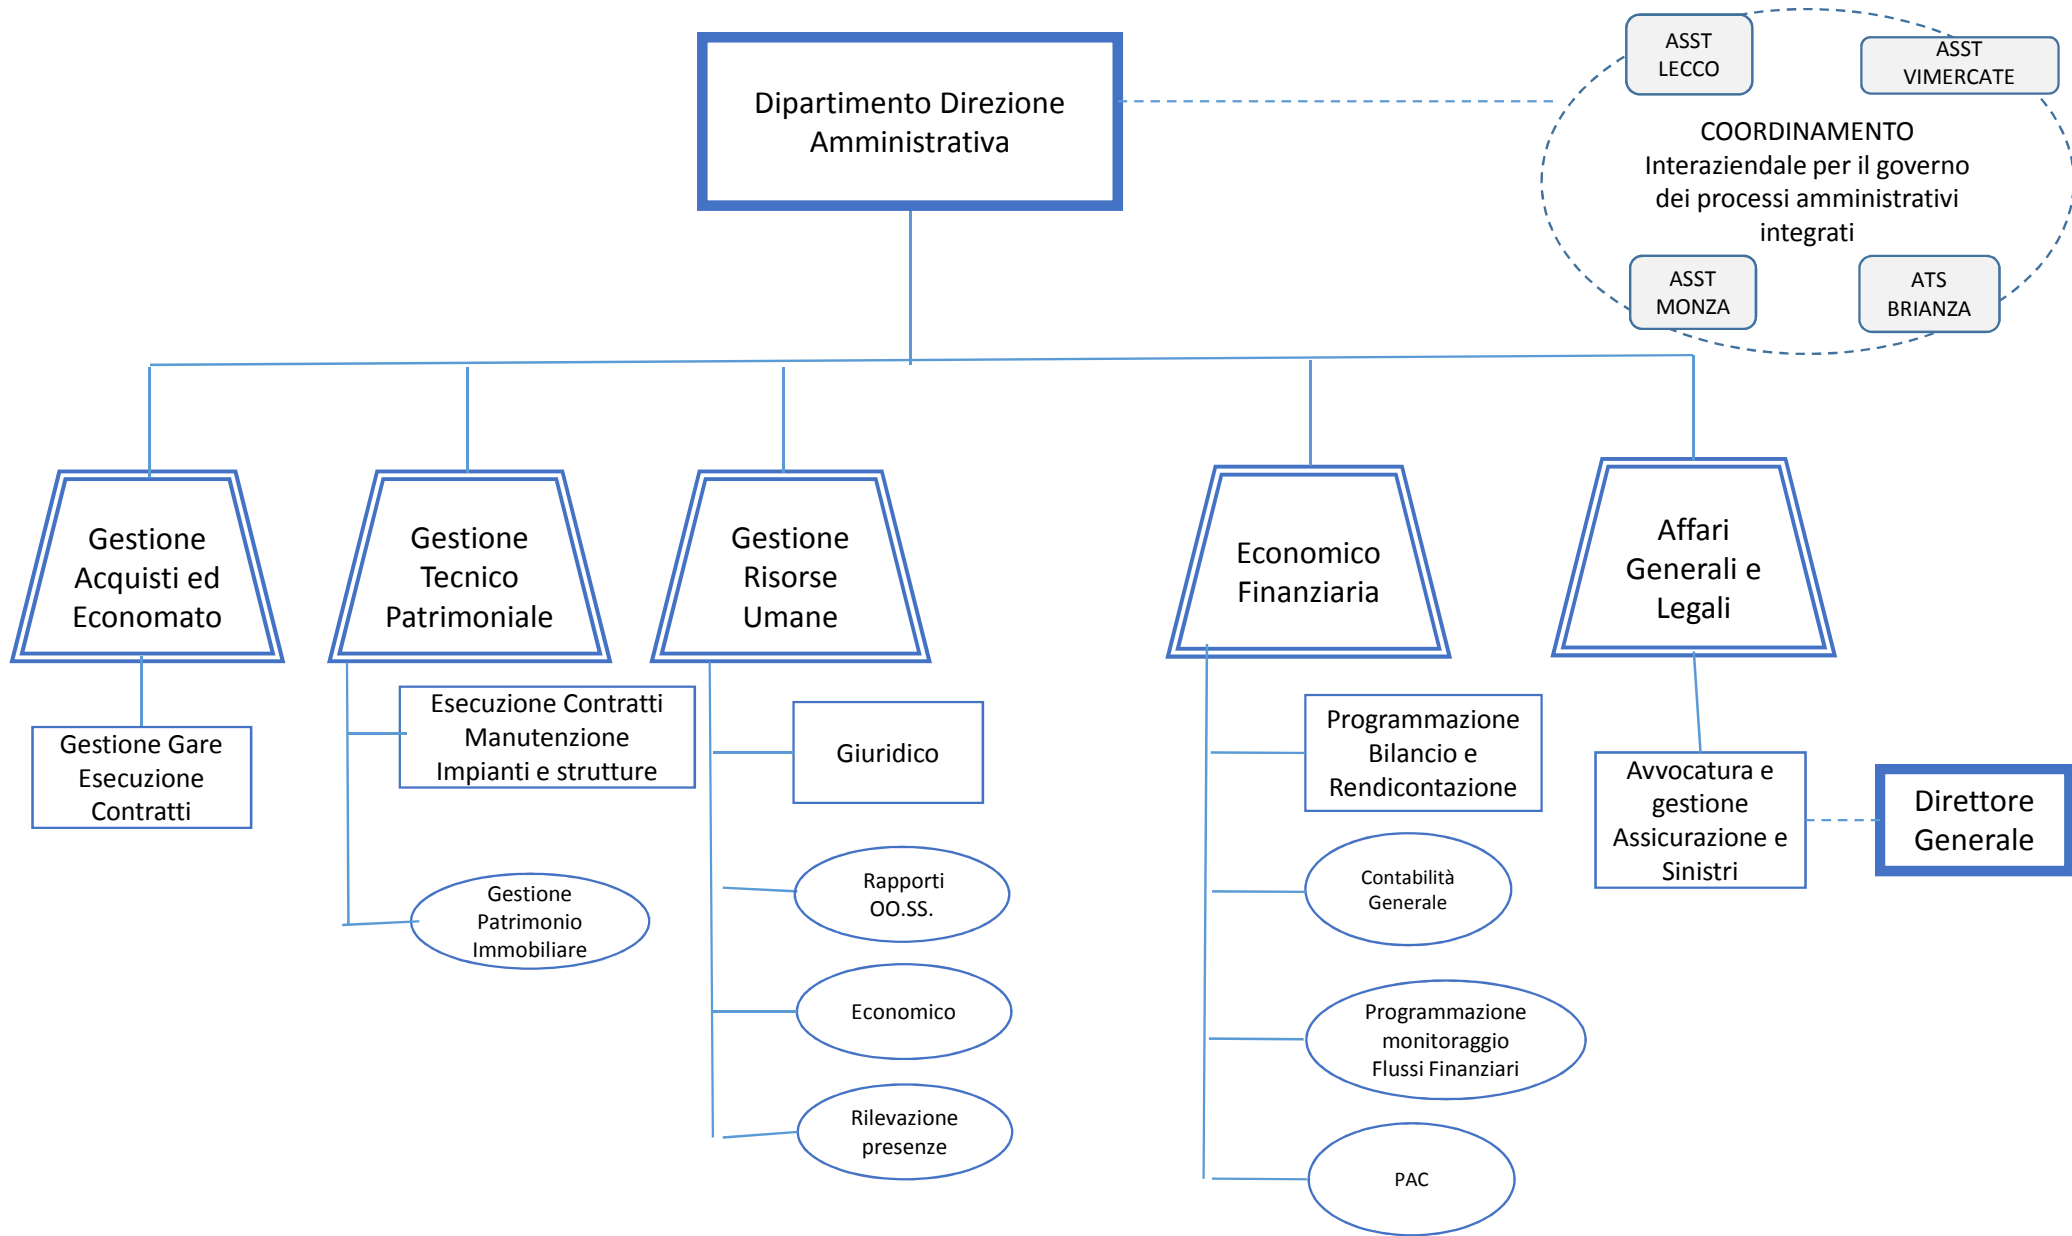 Dipartimento Direzione
Amministrativa
ASST
LECCO
ASST
VIMERCATE
COORDINAMENTO
Interaziendale per il governo
dei processi amministrativi
integrati
ASST
MONZA
ATS
BRIANZA
Gestione
Acquisti ed
Economato
Gestione
Tecnico
Patrimoniale
Gestione
Risorse
Umane
Economico
Finanziaria
Affari
Generali e
Legali
Gestione Gare
Esecuzione
Contratti
Esecuzione Contratti
Manutenzione
Impianti e strutture
Gestione
Patrimonio
Immobiliare
Giuridico
Rapporti
OO.SS.
Economico
Rilevazione
presenze
Programmazione
Bilancio e
Rendicontazione
Contabilità
Generale
Programmazione
monitoraggio
Flussi Finanziari
PAC
Avvocatura e
gestione
Assicurazione e
Sinistri
Direttore
Generale